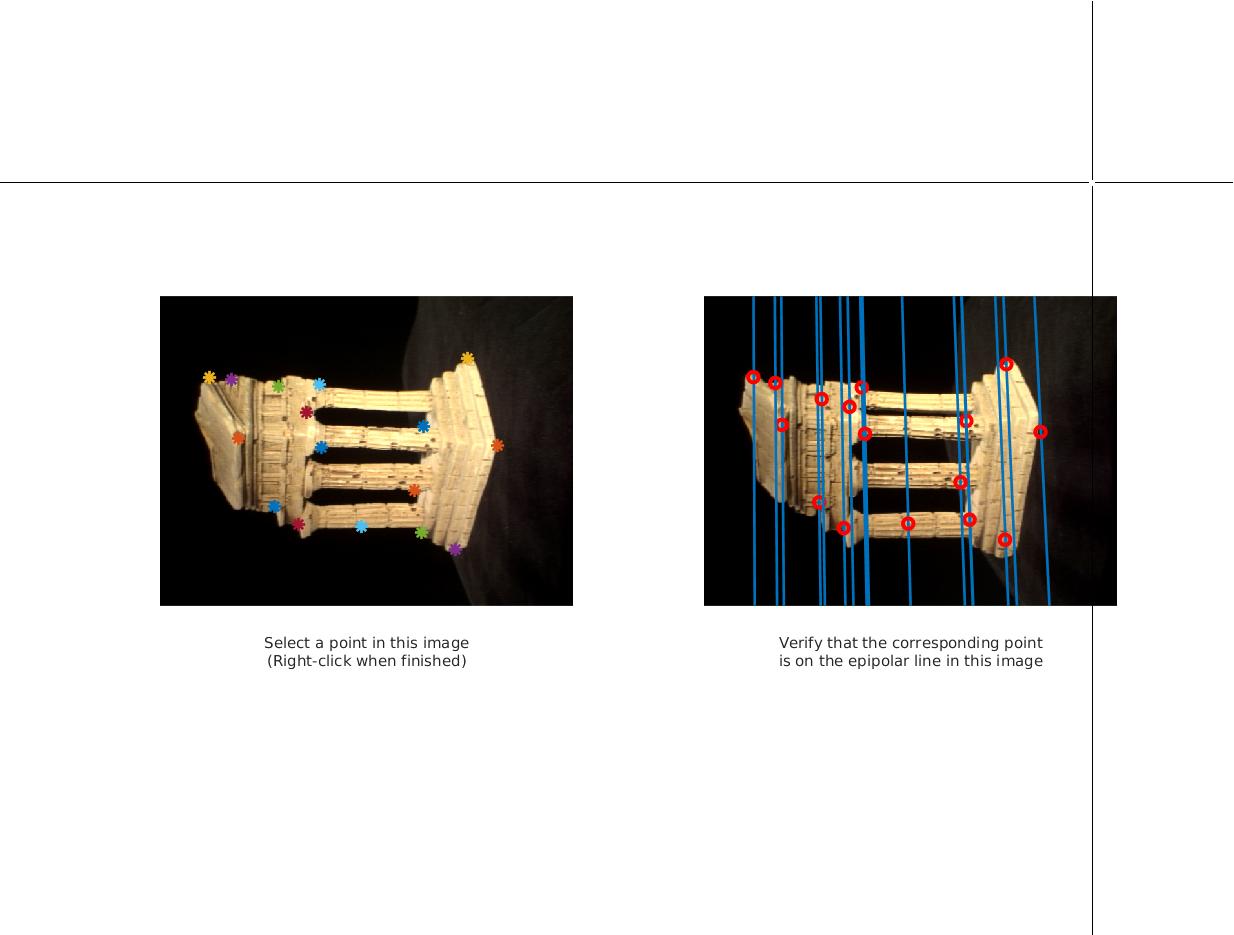 Select a point in this image
(Right-click when finished)
Verify that the corresponding point
is on the epipolar line in this image